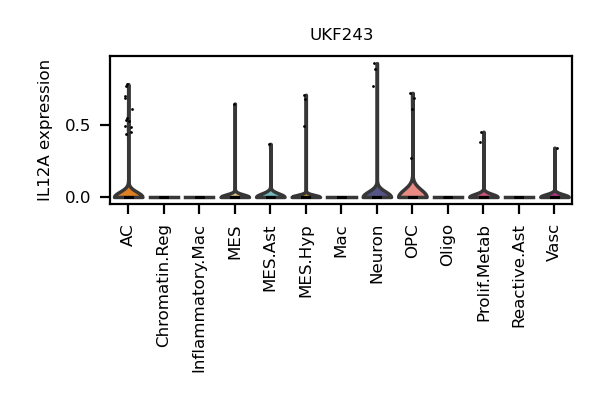 UKF243
IL12A expression
0.5
0.0
AC
Chromatin.Reg
Inflammatory.Mac
MES
MES.Ast
MES.Hyp
Mac
Neuron
OPC
Oligo
Prolif.Metab
Reactive.Ast
Vasc